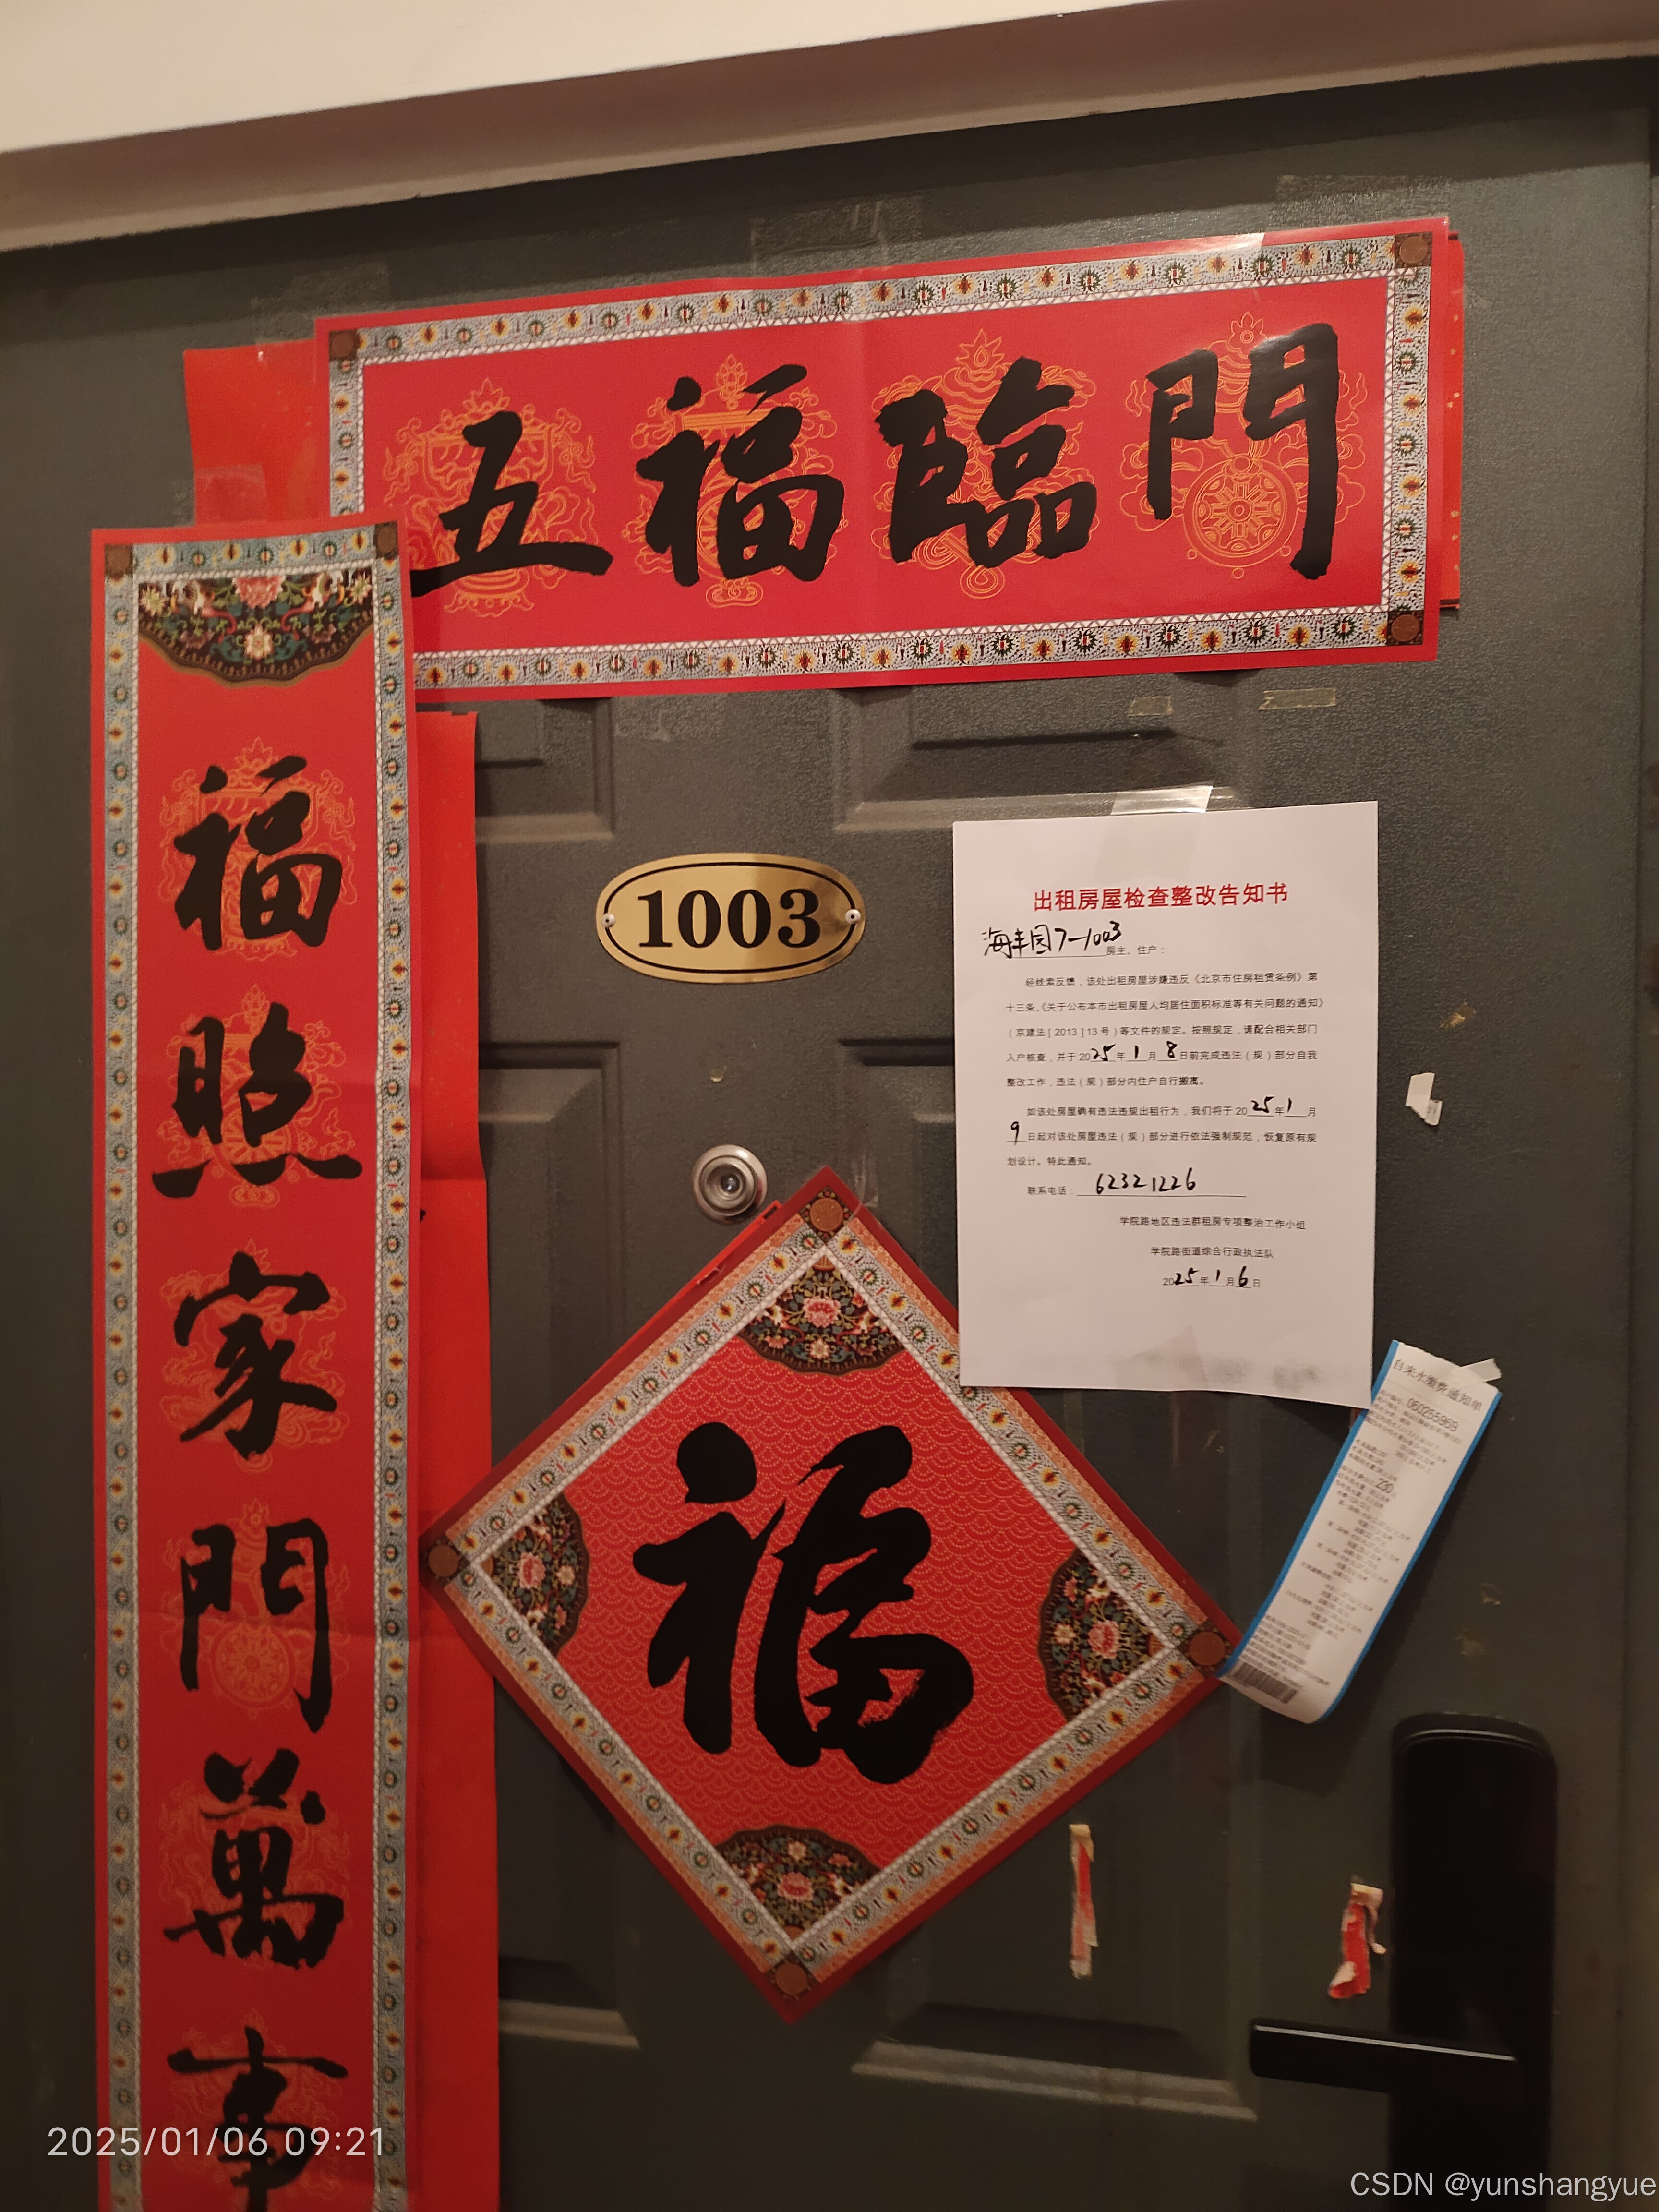 五福臨門
福照家門萬事
1003
出租房屋检查整改告知书
海丰园7-1003房主、住户：
经线索反馈，该处出租房屋涉嫌违反《北京市住房租赁条例》第
十三条、《关于公布本市出租房屋人均居住面积标准等有关问题的通知》
（京建法[2013]13号）等文件的规定。按照规定，请配合相关部门
入户核查，并于2025年1月8日前完成违法（规）部分自我
整改工作，违法（规）部分内住户自行搬离。
如该处房屋确有违法违规出租行为，我们将于2025年1月
9日起对该处房屋违法（规）部分进行依法强制规范，恢复原有规
划设计。特此通知。
联系电话：62321226
学院路地区违法群租房专项整治工作小组
学院路街道综合行政执法队
2025年1月6日
福
自来水缴费通知单
060255969
230
2025/01/06 09:21
CSDN @yunshangyue